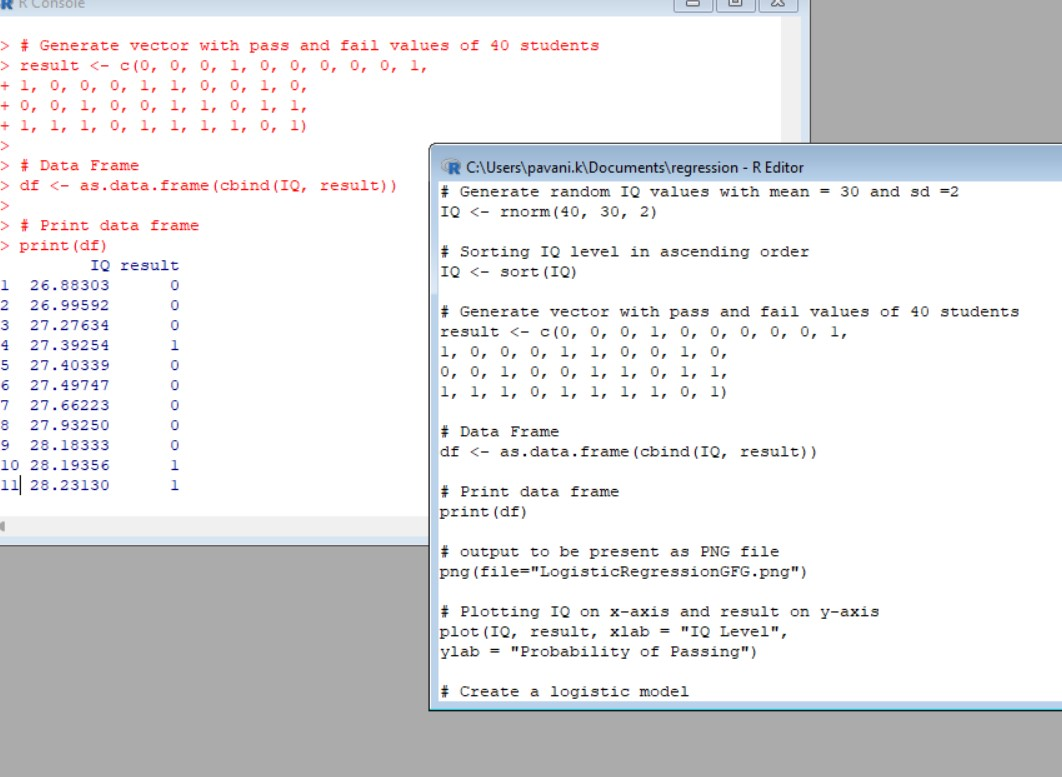 R Console
> # Generate vector with pass and fail values of 40 students
> result <- c(0, 0, 0, 1, 0, 0, 0, 0, 0, 1,
+ 1, 0, 0, 0, 1, 1, 0, 0, 1, 0,
+ 0, 0, 1, 0, 0, 1, 1, 0, 1, 1,
+ 1, 1, 1, 0, 1, 1, 1, 1, 0, 1)
>
> # Data Frame
> df <- as.data.frame(cbind(IQ, result))
>
> # Print data frame
> print(df)
IQ result
1 26.88303 0
2 26.99592 0
3 27.27634 0
4 27.39254 1
5 27.40339 0
6 27.49747 0
7 27.66223 0
8 27.93250 0
9 28.18333 0
10 28.19356 1
11 28.23130 1
C:\Users\pavani.k\Documents\regression - R Editor
# Generate random IQ values with mean = 30 and sd =2
IQ <- rnorm(40, 30, 2)
# Sorting IQ level in ascending order
IQ <- sort(IQ)
# Generate vector with pass and fail values of 40 students
result <- c(0, 0, 0, 1, 0, 0, 0, 0, 0, 1,
1, 0, 0, 0, 1, 1, 0, 0, 1, 0,
0, 0, 1, 0, 0, 1, 1, 0, 1, 1,
1, 1, 1, 0, 1, 1, 1, 1, 0, 1)
# Data Frame
df <- as.data.frame(cbind(IQ, result))
# Print data frame
print(df)
# output to be present as PNG file
png(file="LogisticRegressionGFG.png")
# Plotting IQ on x-axis and result on y-axis
plot(IQ, result, xlab = "IQ Level",
ylab = "Probability of Passing")
# Create a logistic model